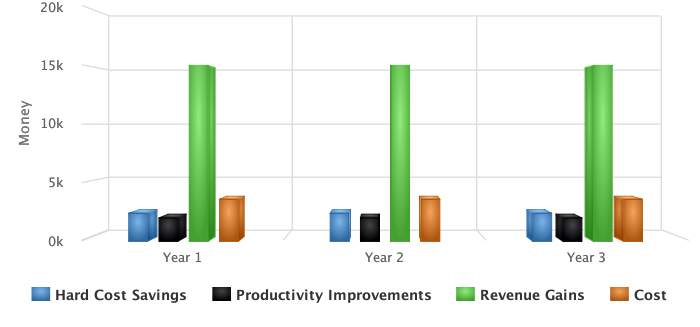 20k
15k
10k
5k
0k
Money
Year 1 Year 2 Year 3
Hard Cost Savings Productivity Improvements Revenue Gains Cost